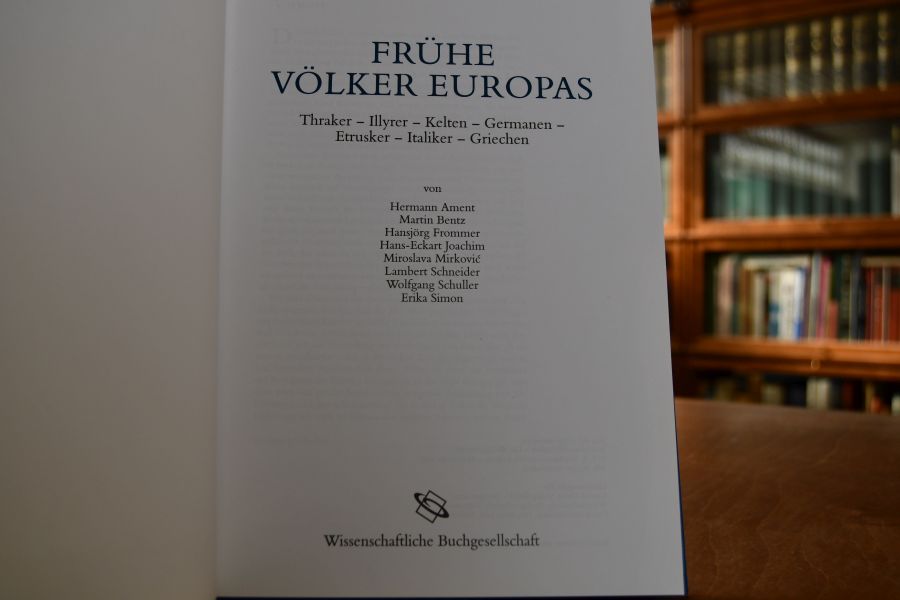 FRÜHE
VÖLKER EUROPAS
Thraker – Illyrer – Kelten – Germanen –
Etrusker – Italiker – Griechen
von
Hermann Ament
Martin Bentz
Hansjörg Frommer
Hans-Eckart Joachim
Miroslava Mirković
Lambert Schneider
Wolfgang Schuller
Erika Simon
Wissenschaftliche Buchgesellschaft